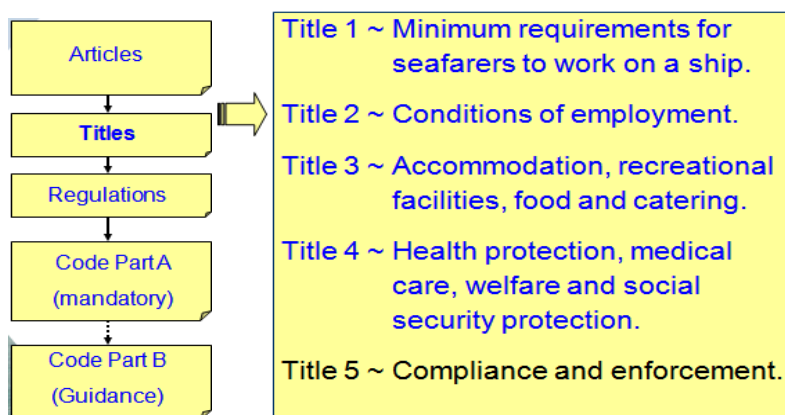 Articles
Titles
Regulations
Code Part A
(mandatory)
Code Part B
(Guidance)
Title 1 ~ Minimum requirements for
seafarers to work on a ship.
Title 2 ~ Conditions of employment.
Title 3 ~ Accommodation, recreational
facilities, food and catering.
Title 4 ~ Health protection, medical
care, welfare and social
security protection.
Title 5 ~ Compliance and enforcement.